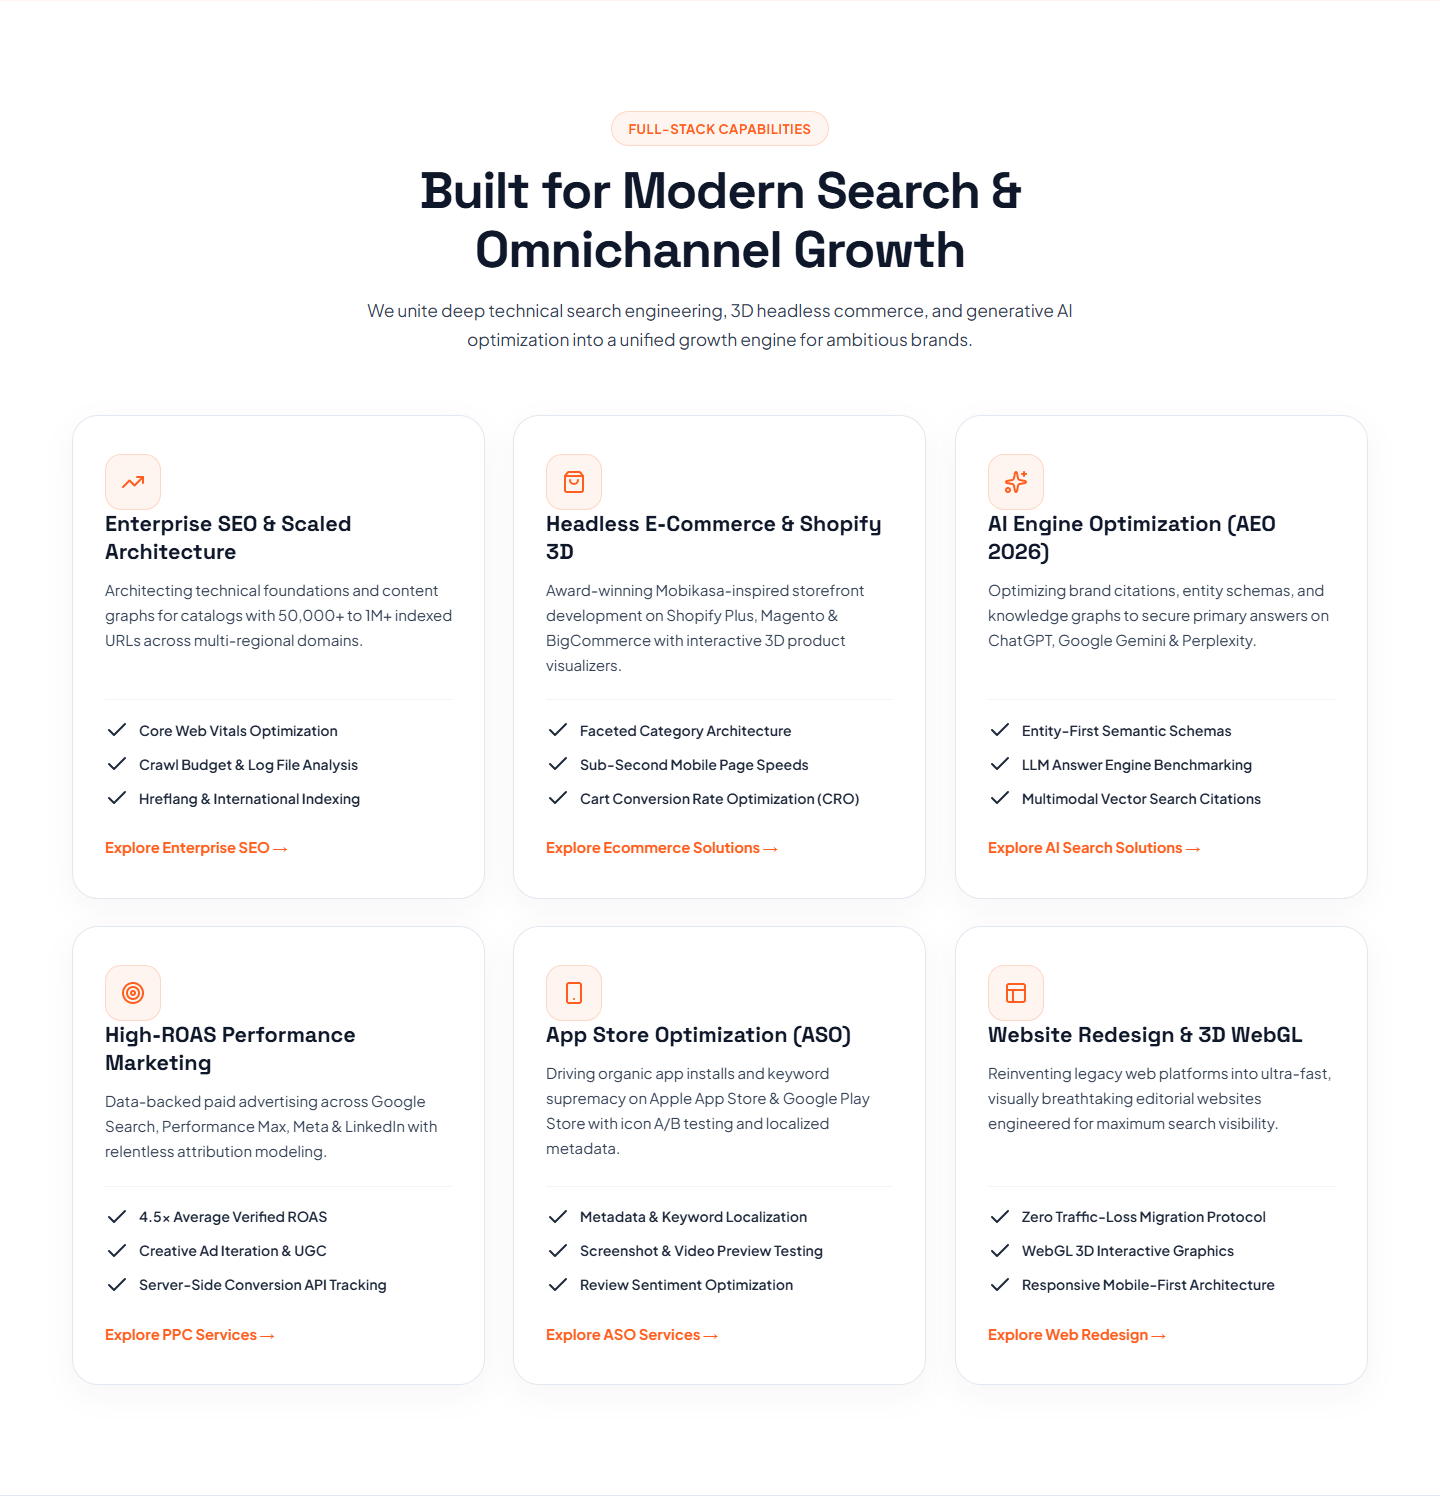 FULL-STACK CAPABILITIES
Built for Modern Search &
Omnichannel Growth
We unite deep technical search engineering, 3D headless commerce, and generative AI
optimization into a unified growth engine for ambitious brands.
Enterprise SEO & Scaled
Architecture
Architecting technical foundations and content
graphs for catalogs with 50,000+ to 1M+ indexed
URLs across multi-regional domains.
Core Web Vitals Optimization
Crawl Budget & Log File Analysis
Hreflang & International Indexing
Explore Enterprise SEO →
Headless E-Commerce & Shopify
3D
Award-winning Mobikasa-inspired storefront
development on Shopify Plus, Magento &
BigCommerce with interactive 3D product
visualizers.
Faceted Category Architecture
Sub-Second Mobile Page Speeds
Cart Conversion Rate Optimization (CRO)
Explore Ecommerce Solutions →
AI Engine Optimization (AEO
2026)
Optimizing brand citations, entity schemas, and
knowledge graphs to secure primary answers on
ChatGPT, Google Gemini & Perplexity.
Entity-First Semantic Schemas
LLM Answer Engine Benchmarking
Multimodal Vector Search Citations
Explore AI Search Solutions →
High-ROAS Performance
Marketing
Data-backed paid advertising across Google
Search, Performance Max, Meta & LinkedIn with
relentless attribution modeling.
4.5x Average Verified ROAS
Creative Ad Iteration & UGC
Server-Side Conversion API Tracking
Explore PPC Services →
App Store Optimization (ASO)
Driving organic app installs and keyword
supremacy on Apple App Store & Google Play
Store with icon A/B testing and localized
metadata.
Metadata & Keyword Localization
Screenshot & Video Preview Testing
Review Sentiment Optimization
Explore ASO Services →
Website Redesign & 3D WebGL
Reinventing legacy web platforms into ultra-fast,
visually breathtaking editorial websites
engineered for maximum search visibility.
Zero Traffic-Loss Migration Protocol
WebGL 3D Interactive Graphics
Responsive Mobile-First Architecture
Explore Web Redesign →